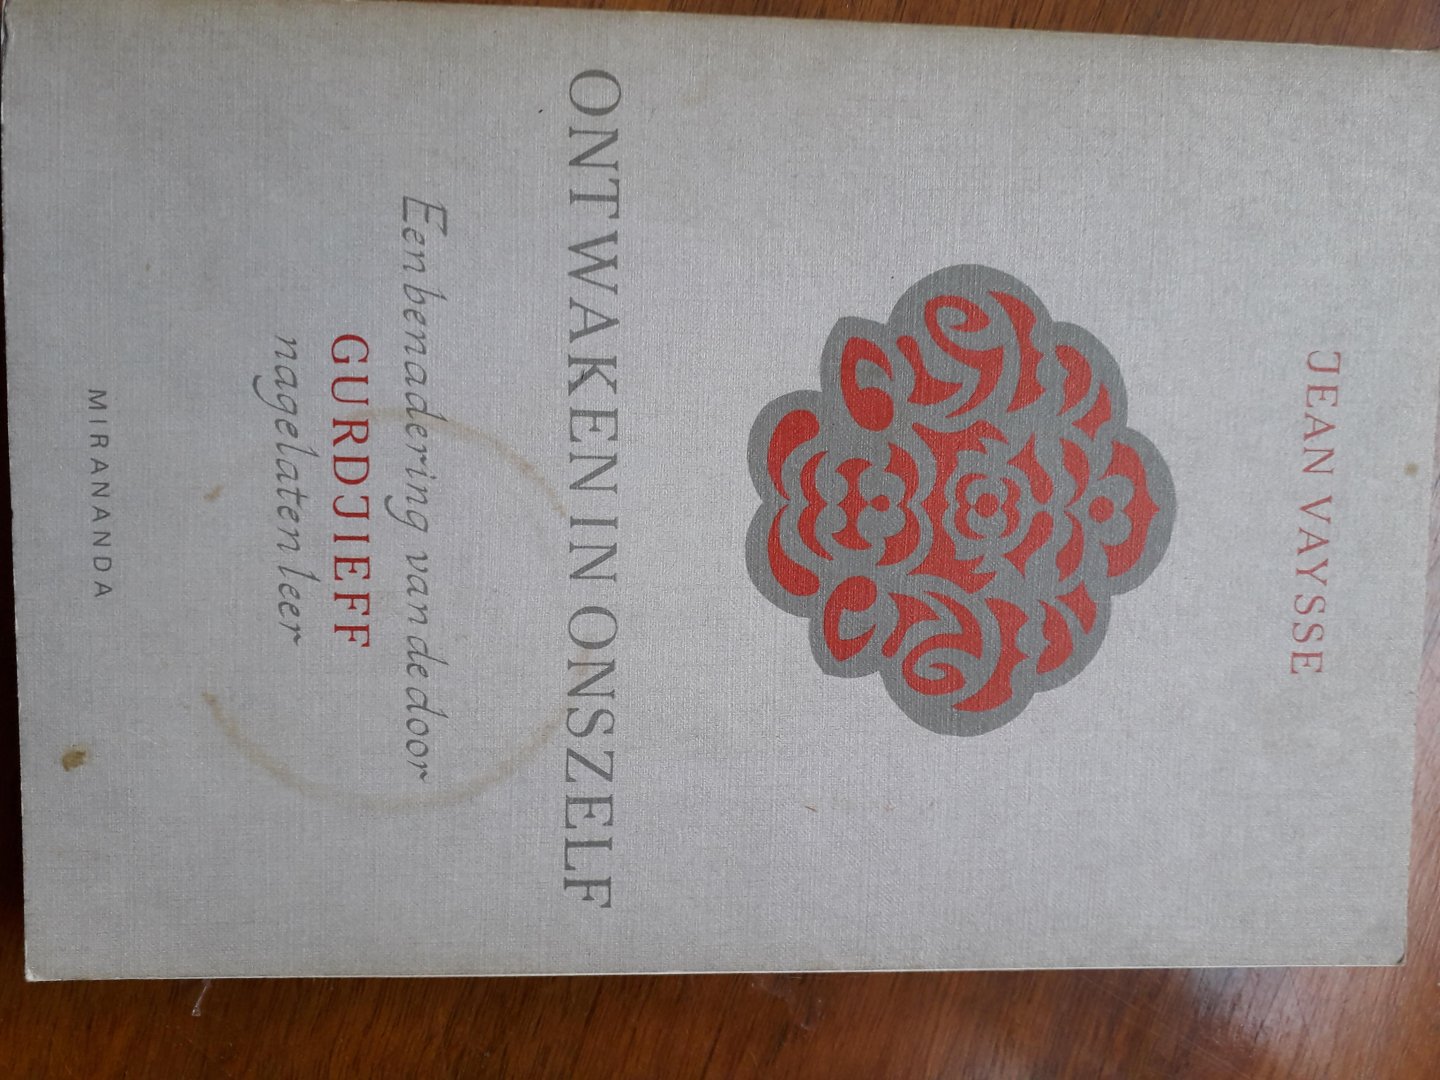 JEAN VAYSSE
ONTWAKEN IN ONSZELF
Een benadering van de door
GURDJIEFF
nagelaten leer
MIRANANDA